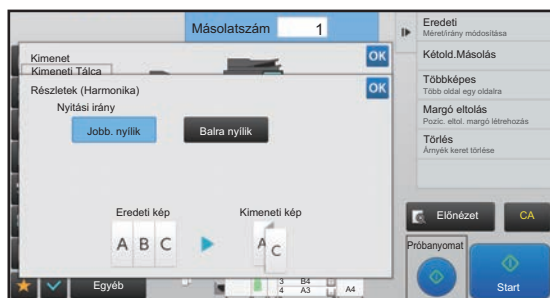 Másolatszám 1
Kimenet
OK
Kimeneti Tálca
Részletek (Harmonika)
OK
Nyitási irány
Jobb. nyílik
Balra nyílik
Eredeti kép
Kimeneti kép
A B C
A C
Egyéb
3 B4
4 A3
A4
Eredeti
Méret/irány módosítása
Kétold.Másolás
Többképes
Több oldal egy oldalra
Margó eltolás
Pozíc. eltol. margó létrehozás
Törlés
Árnyék keret törlése
Előnézet
CA
Próbanyomat
Start